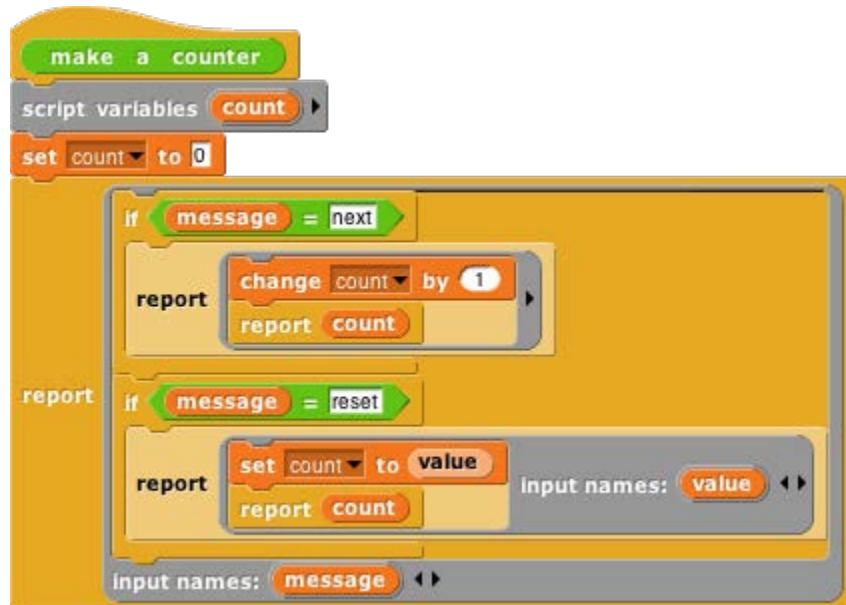 make a counter
script variables count
set count to 0
if message = next
report
change count by 1
report count
report
if message = reset
report
set count to value
report count
input names: value
input names: message